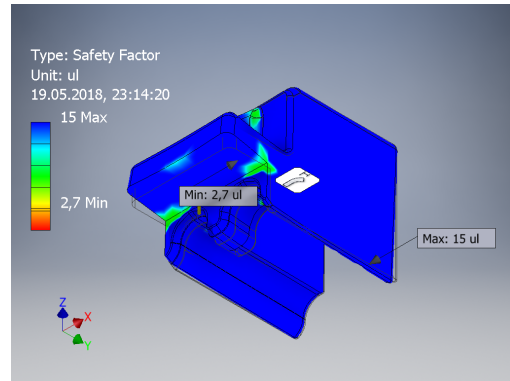 Type: Safety Factor
Unit: ul
19.05.2018, 23:14:20
15 Max
2,7 Min
Min: 2,7 ul
Max: 15 ul
Z
X
Y